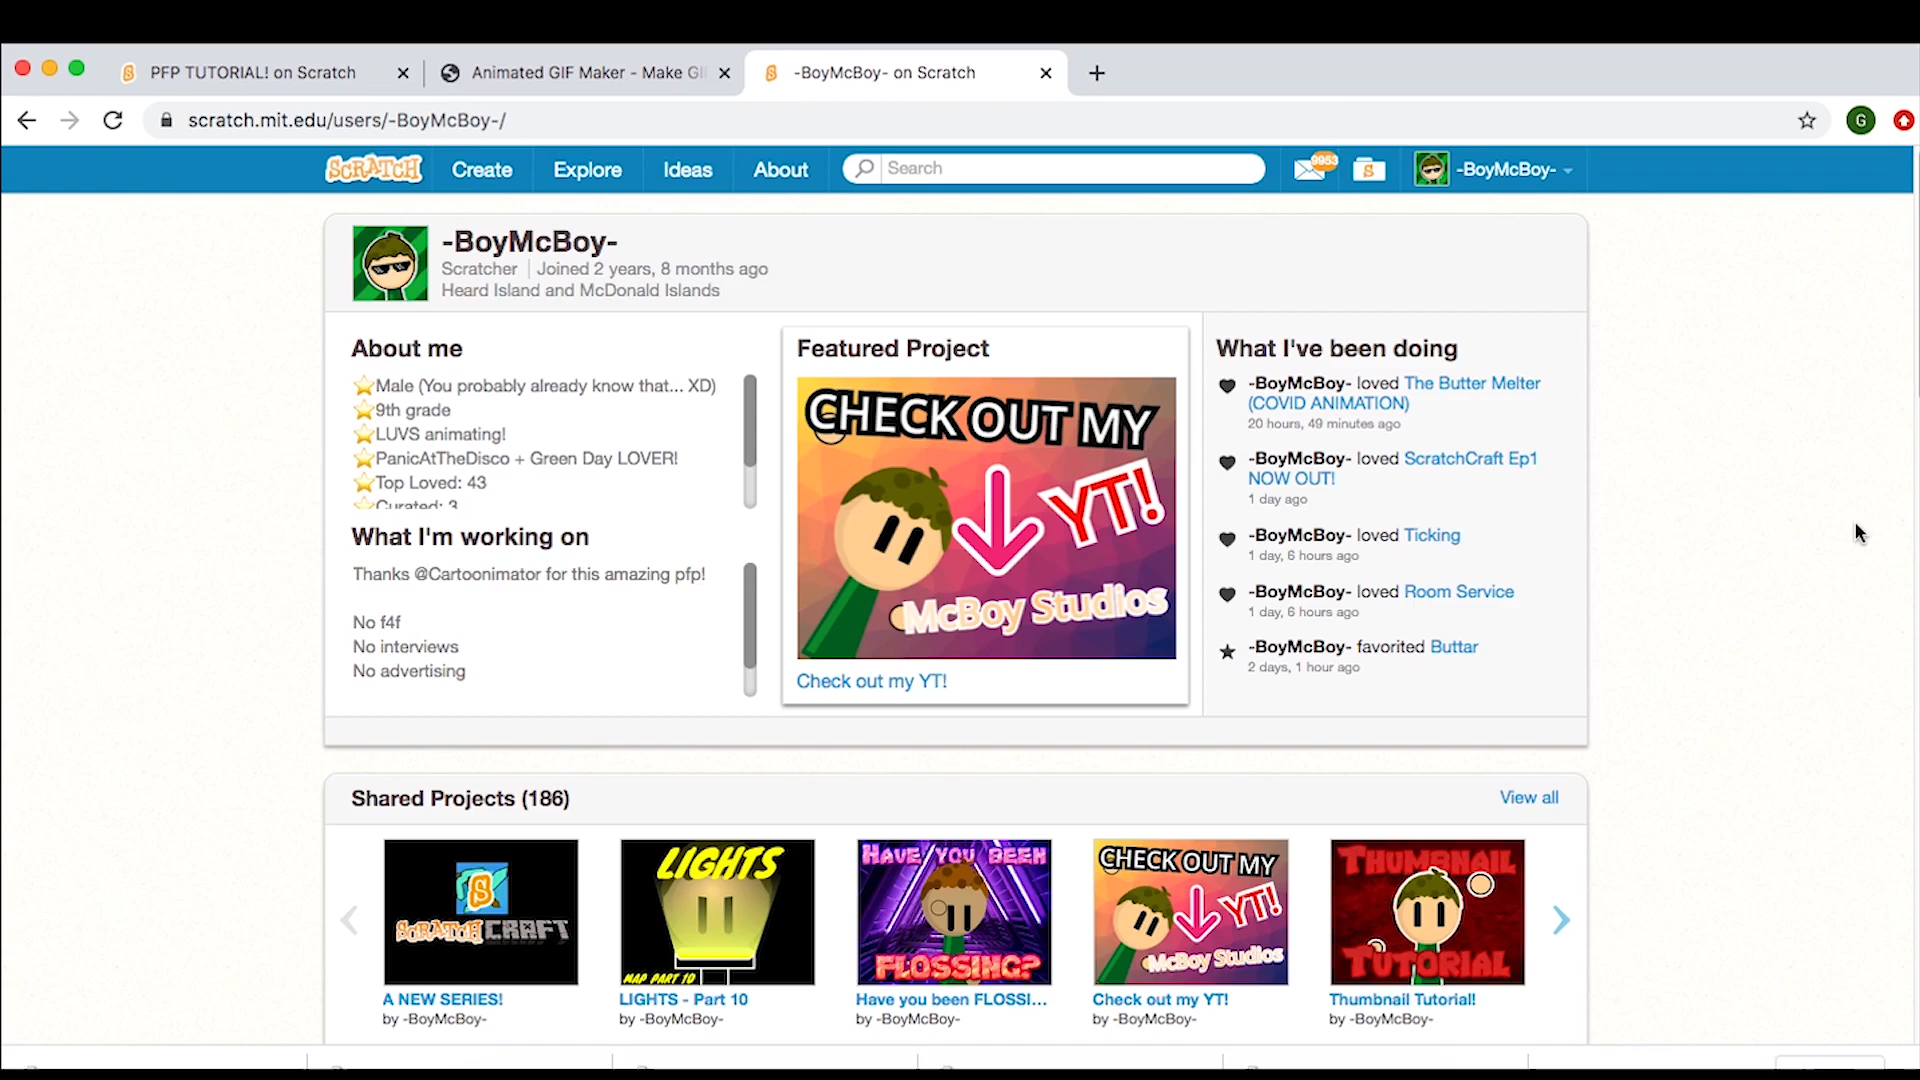 PFP TUTORIAL! on Scratch
Animated GIF Maker - Make GI
-BoyMcBoy- on Scratch
scratch.mit.edu/users/-BoyMcBoy-/
G
SCRATCH
Create
Explore
Ideas
About
Search
9953
S
-BoyMcBoy-
-BoyMcBoy-
Scratcher | Joined 2 years, 8 months ago
Heard Island and McDonald Islands
About me
⭐Male (You probably already know that... XD)
⭐9th grade
⭐LUVS animating!
⭐PanicAtTheDisco + Green Day LOVER!
⭐Top Loved: 43
⭐Curated: 3
What I'm working on
Thanks @Cartoonimator for this amazing pfp!
No f4f
No interviews
No advertising
Featured Project
CHECK OUT MY
YT!
McBoy Studios
Check out my YT!
What I've been doing
-BoyMcBoy- loved The Butter Melter
(COVID ANIMATION)
20 hours, 49 minutes ago
-BoyMcBoy- loved ScratchCraft Ep1
NOW OUT!
1 day ago
-BoyMcBoy- loved Ticking
1 day, 6 hours ago
-BoyMcBoy- loved Room Service
1 day, 6 hours ago
-BoyMcBoy- favorited Buttar
2 days, 1 hour ago
Shared Projects (186)
View all
S
SCRATCHCRAFT
A NEW SERIES!
by -BoyMcBoy-
LIGHTS
MAP PART 10
LIGHTS - Part 10
by -BoyMcBoy-
HAVE YOU BEEN
FLOSSING?
Have you been FLOSSI...
by -BoyMcBoy-
CHECK OUT MY
YT!
McBoy Studios
Check out my YT!
by -BoyMcBoy-
THUMBNAIL
TUTORIAL
Thumbnail Tutorial!
by -BoyMcBoy-